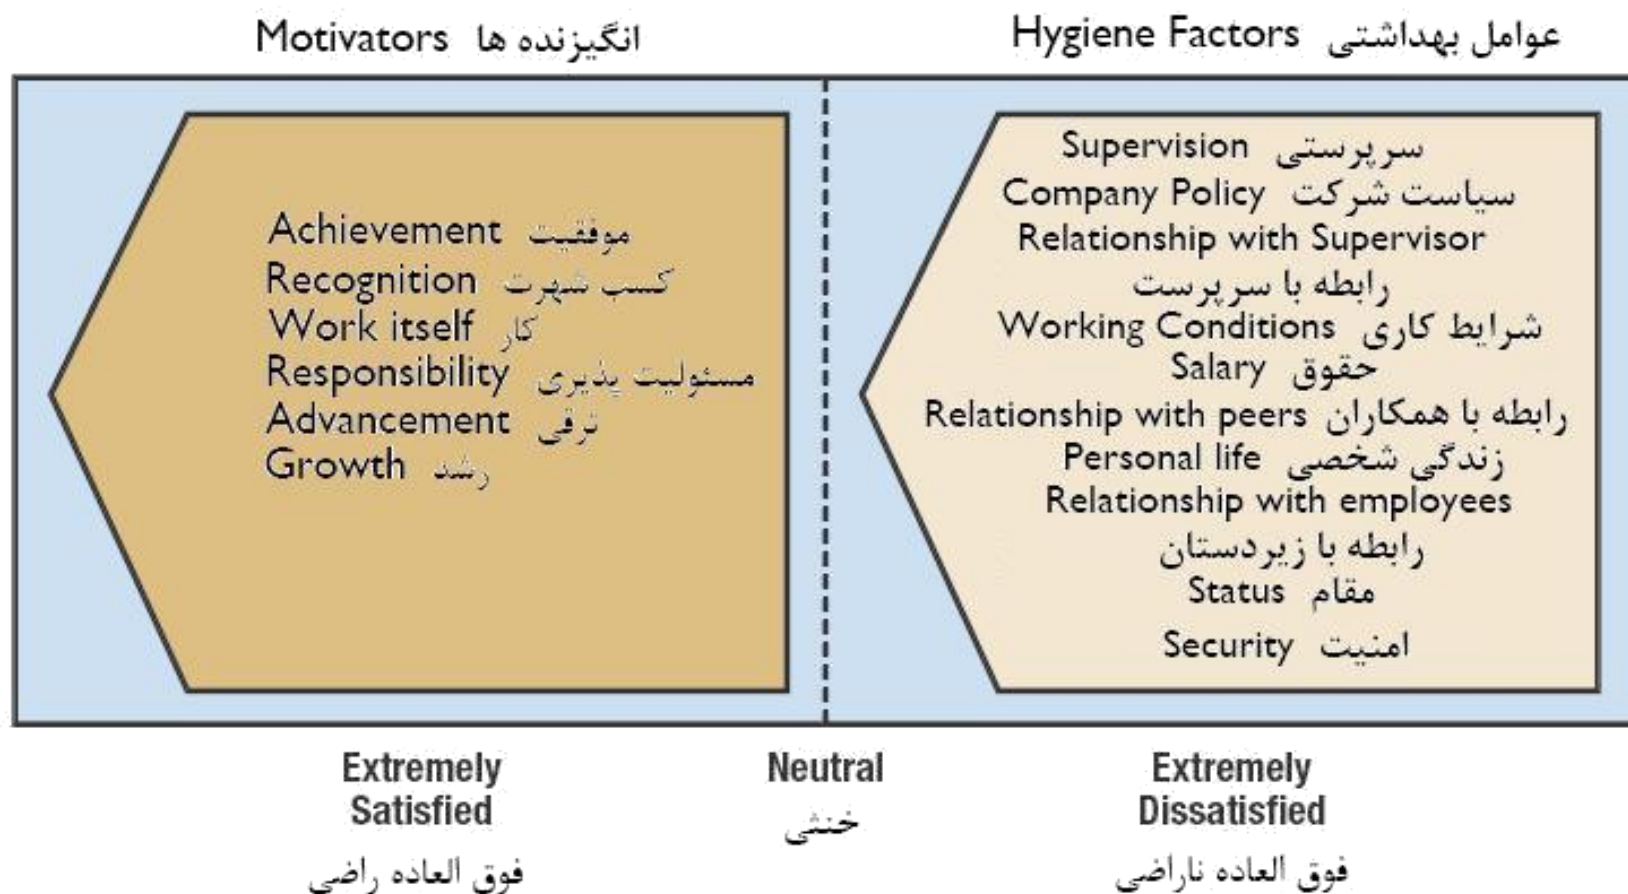 Motivators انگیزنده ها
Achievement موفقیت
Recognition کسب شهرت
Work itself کار
Responsibility مسئولیت پذیری
Advancement ترقی
Growth رشد
Hygiene Factors عوامل بهداشتی
Supervision سرپرستی
Company Policy سیاست شرکت
Relationship with Supervisor
رابطه با سرپرست
Working Conditions شرایط کاری
Salary حقوق
Relationship with peers رابطه با همکاران
Personal life زندگی شخصی
Relationship with employees
رابطه با زیردستان
Status مقام
Security امنیت
Extremely
Satisfied
فوق العاده راضی
Neutral
خنثی
Extremely
Dissatisfied
فوق العاده ناراضی